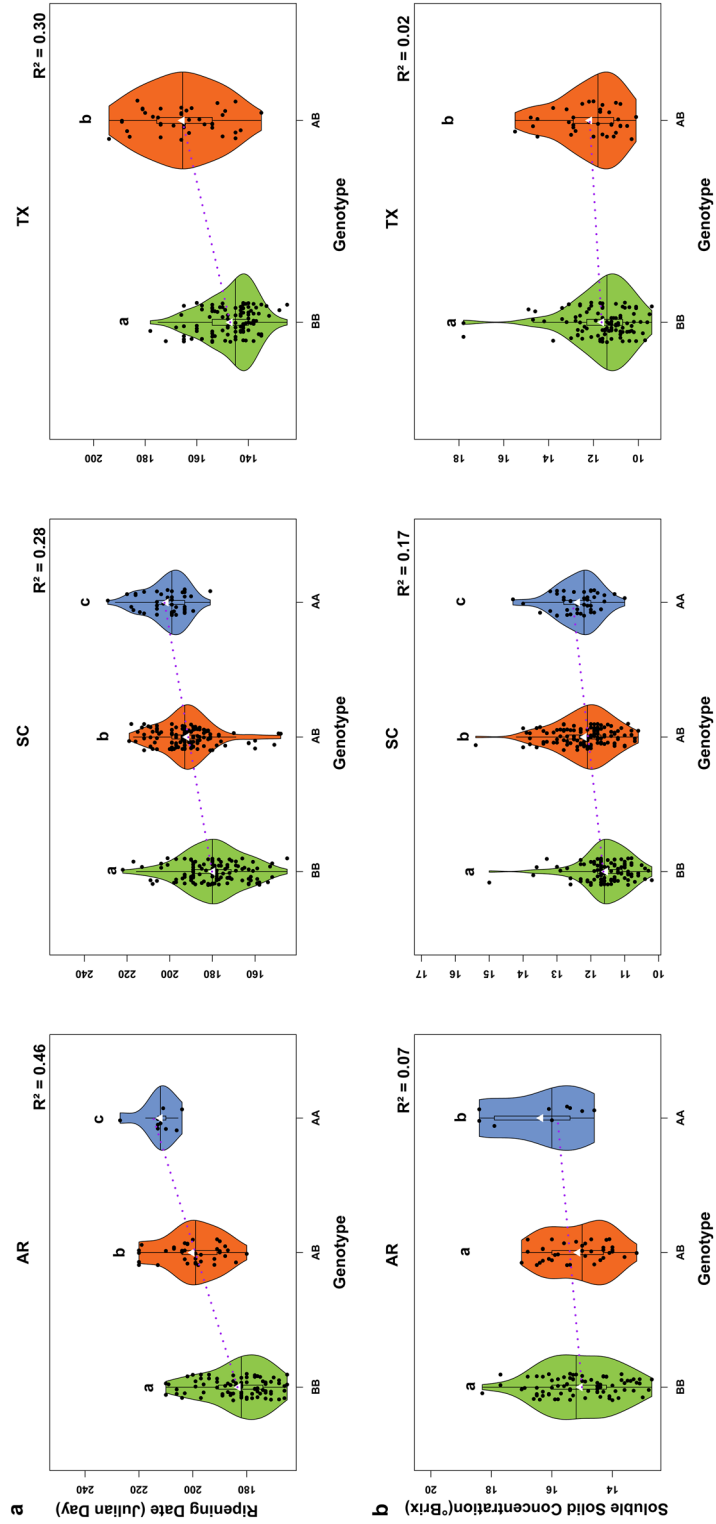 a
AR
R² = 0.46
Ripening Date (Julian Day)
240
220
200
180
a
b
c
BB
AB
AA
Genotype
SC
R² = 0.28
240
220
200
180
160
a
b
c
BB
AB
AA
Genotype
TX
R² = 0.30
200
180
160
140
a
b
BB
AB
Genotype
b
AR
R² = 0.07
Soluble Solid Concentration(°Brix)
20
18
16
14
a
a
b
BB
AB
AA
Genotype
SC
R² = 0.17
17
16
15
14
13
12
11
10
a
b
c
BB
AB
AA
Genotype
TX
R² = 0.02
18
16
14
12
10
a
b
BB
AB
Genotype